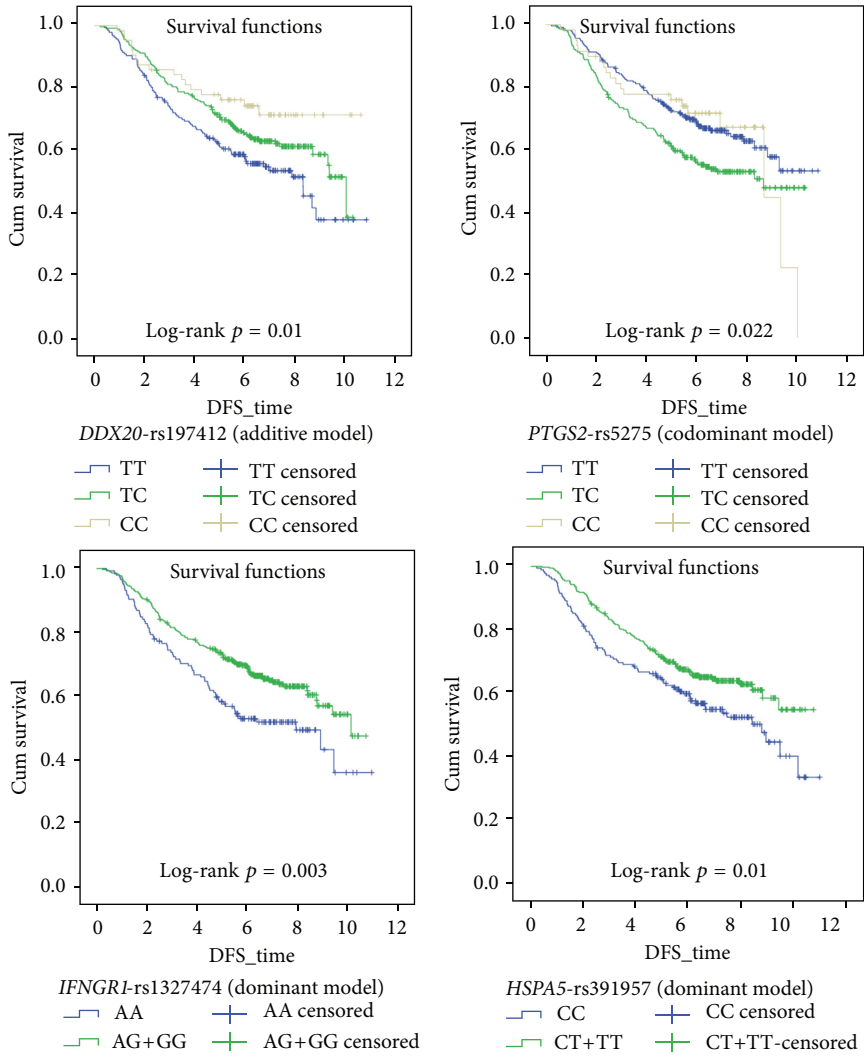 Survival functions
1.0
0.8
0.6
0.4
0.2
0.0
Cum survival
Log-rank p = 0.01
0 2 4 6 8 10 12
DFS_time
DDX20-rs197412 (additive model)
TT TT censored
TC TC censored
CC CC censored
Survival functions
1.0
0.8
0.6
0.4
0.2
0.0
Cum survival
Log-rank p = 0.022
0 2 4 6 8 10 12
DFS_time
PTGS2-rs5275 (codominant model)
TT TT censored
TC TC censored
CC CC censored
Survival functions
1.0
0.8
0.6
0.4
0.2
0.0
Cum survival
Log-rank p = 0.003
0 2 4 6 8 10 12
DFS_time
IFNGR1-rs1327474 (dominant model)
AA AA censored
AG+GG AG+GG censored
Survival functions
1.0
0.8
0.6
0.4
0.2
0.0
Cum survival
Log-rank p = 0.01
0 2 4 6 8 10 12
DFS_time
HSPA5-rs391957 (dominant model)
CC CC censored
CT+TT CT+TT-censored